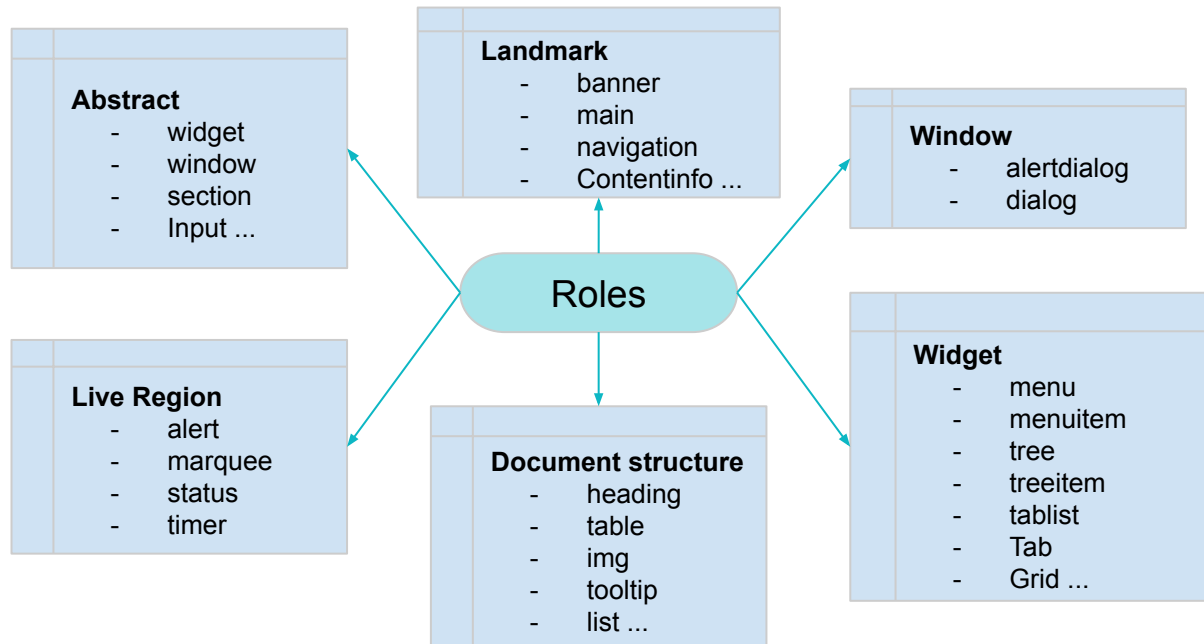 Abstract
- widget
- window
- section
- Input ...
Landmark
- banner
- main
- navigation
- Contentinfo ...
Window
- alertdialog
- dialog
Roles
Live Region
- alert
- marquee
- status
- timer
Document structure
- heading
- table
- img
- tooltip
- list ...
Widget
- menu
- menuitem
- tree
- treeitem
- tablist
- Tab
- Grid ...